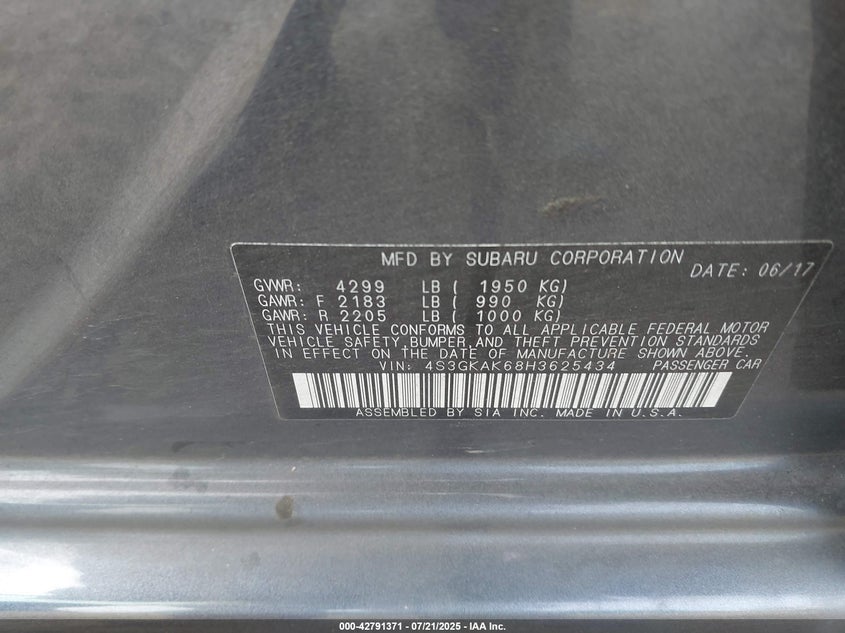 MFD BY SUBARU CORPORATION
DATE: 06/17
GVWR: 4299 LB ( 1950 KG)
GAWR: F 2183 LB ( 990 KG)
GAWR: R 2205 LB ( 1000 KG)
THIS VEHICLE CONFORMS TO ALL APPLICABLE FEDERAL MOTOR
VEHICLE SAFETY, BUMPER, AND THEFT PREVENTION STANDARDS
IN EFFECT ON THE DATE OF MANUFACTURE SHOWN ABOVE.
VIN: 4S3GKAK68H3625434 PASSENGER CAR
ASSEMBLED BY SIA INC. MADE IN U.S.A.
000-42791371 - 07/21/2025 - IAA Inc.